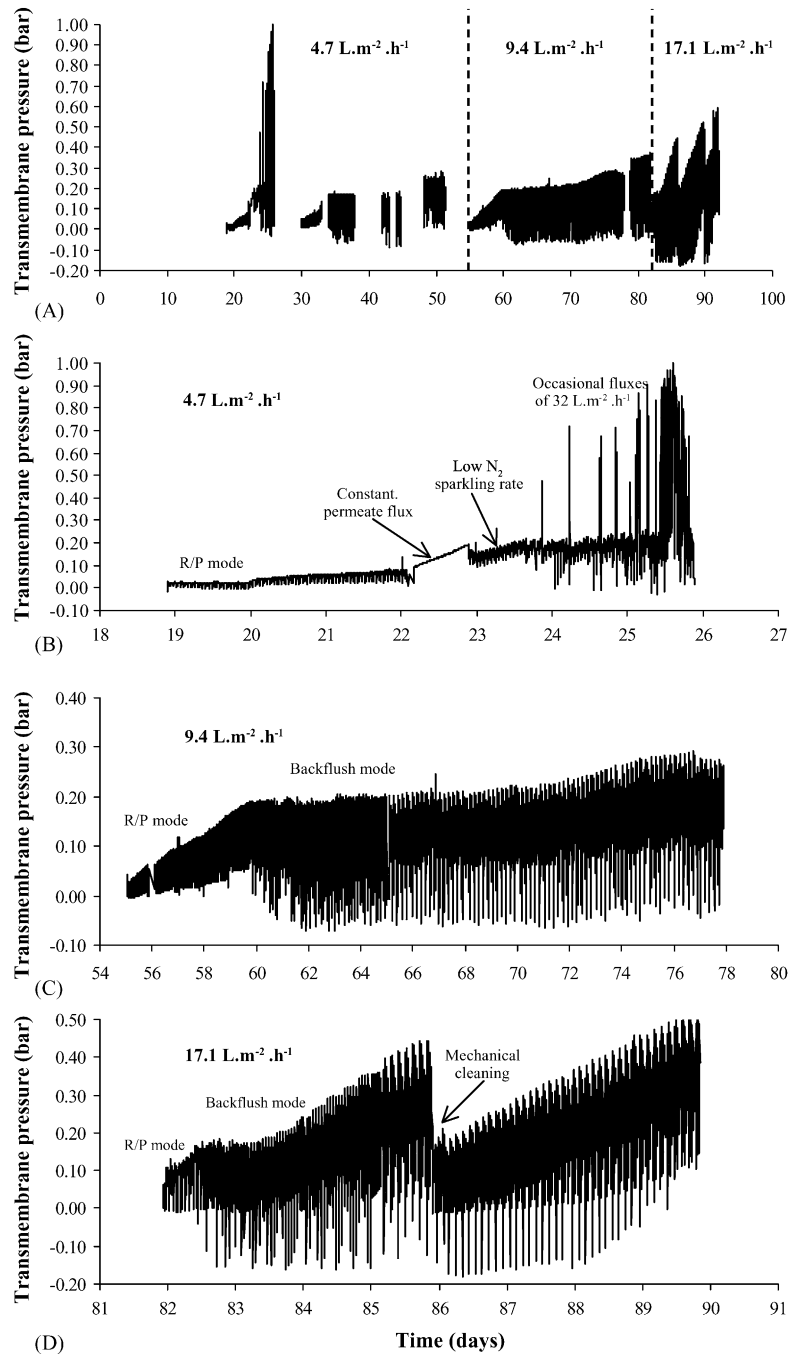 Transmembrane pressure (bar)
1.00
0.90
0.80
0.70
0.60
0.50
0.40
0.30
0.20
0.10
0.00
-0.10
-0.20
4.7 L.m-2 .h-1
9.4 L.m-2 .h-1
17.1 L.m-2 .h-1
0 10 20 30 40 50 60 70 80 90 100
(A)
Transmembrane pressure (bar)
1.00
0.90
0.80
0.70
0.60
0.50
0.40
0.30
0.20
0.10
0.00
-0.10
4.7 L.m-2 .h-1
Occasional fluxes
of 32 L.m-2 .h-1
Low N2
sparkling rate
Constant.
permeate flux
R/P mode
18 19 20 21 22 23 24 25 26 27
(B)
Transmembrane pressure (bar)
0.40
0.30
0.20
0.10
0.00
-0.10
9.4 L.m-2 .h-1
Backflush mode
R/P mode
54 56 58 60 62 64 66 68 70 72 74 76 78 80
(C)
Transmembrane pressure (bar)
0.50
0.40
0.30
0.20
0.10
0.00
-0.10
-0.20
17.1 L.m-2 .h-1
Mechanical
cleaning
Backflush mode
R/P mode
81 82 83 84 85 86 87 88 89 90 91
(D)
Time (days)